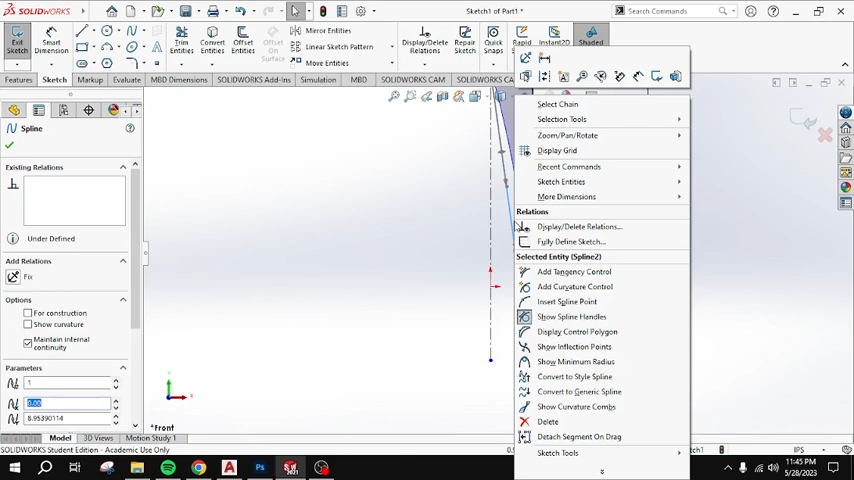 SOLIDWORKS
Sketch1 of Part1 *
Search Commands
Exit Sketch
Smart Dimension
Trim Entities
Convert Entities
Offset Entities
Offset On Surface
Mirror Entities
Linear Sketch Pattern
Move Entities
Display/Delete Relations
Repair Sketch
Quick Snaps
Rapid
Instant2D
Shaded
Features
Sketch
Markup
Evaluate
MBD Dimensions
SOLIDWORKS Add-Ins
Simulation
MBD
SOLIDWORKS CAM
SOLIDWORKS CA
Spline
Existing Relations
Under Defined
Add Relations
Fix
Options
For construction
Show curvature
Maintain internal continuity
Parameters
1
0.00
8.95390114
Select Chain
Selection Tools
Zoom/Pan/Rotate
Display Grid
Recent Commands
Sketch Entities
More Dimensions
Relations
Display/Delete Relations...
Fully Define Sketch...
Selected Entity (Spline2)
Add Tangency Control
Add Curvature Control
Insert Spline Point
Show Spline Handles
Display Control Polygon
Show Inflection Points
Show Minimum Radius
Convert to Style Spline
Convert to Generic Spline
Show Curvature Combs
Delete
Detach Segment On Drag
Sketch Tools
Y
X
*Front
Model
3D Views
Motion Study 1
SOLIDWORKS Student Edition - Academic Use Only
IPS
11:45 PM
5/28/2023